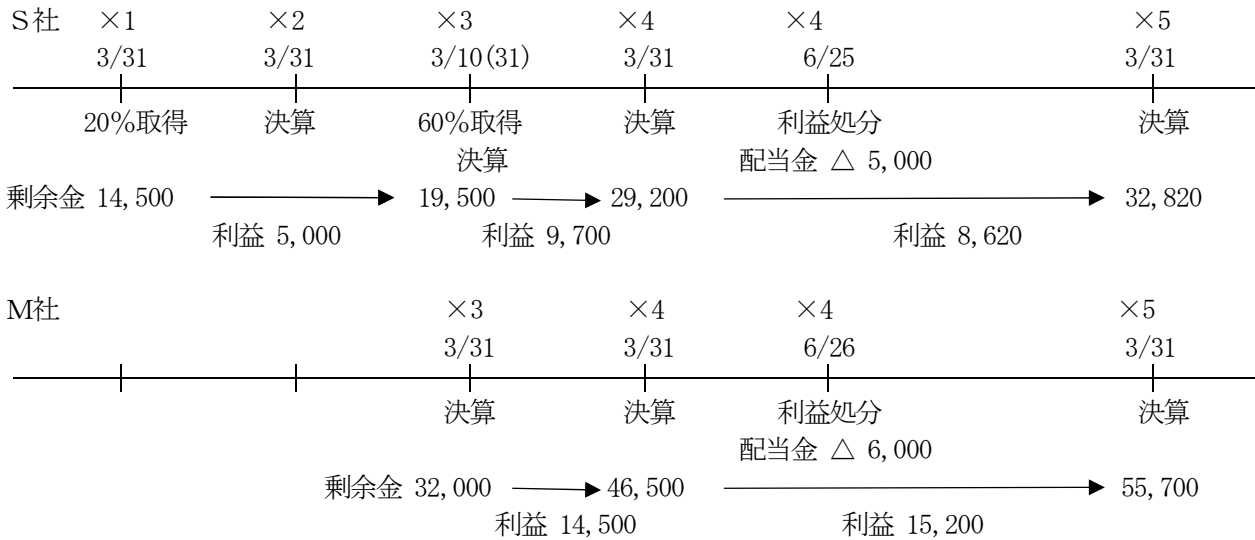 S社 ×1 ×2 ×3 ×4 ×4 ×5
3/31 3/31 3/10(31) 3/31 6/25 3/31
20%取得 決算 60%取得 決算 利益処分 決算
決算 配当金 △ 5,000
剰余金 14,500 19,500 29,200 32,820
利益 5,000 利益 9,700 利益 8,620
M社 ×3 ×4 ×4 ×5
3/31 3/31 6/26 3/31
決算 決算 利益処分 決算
配当金 △ 6,000
剰余金 32,000 46,500 55,700
利益 14,500 利益 15,200